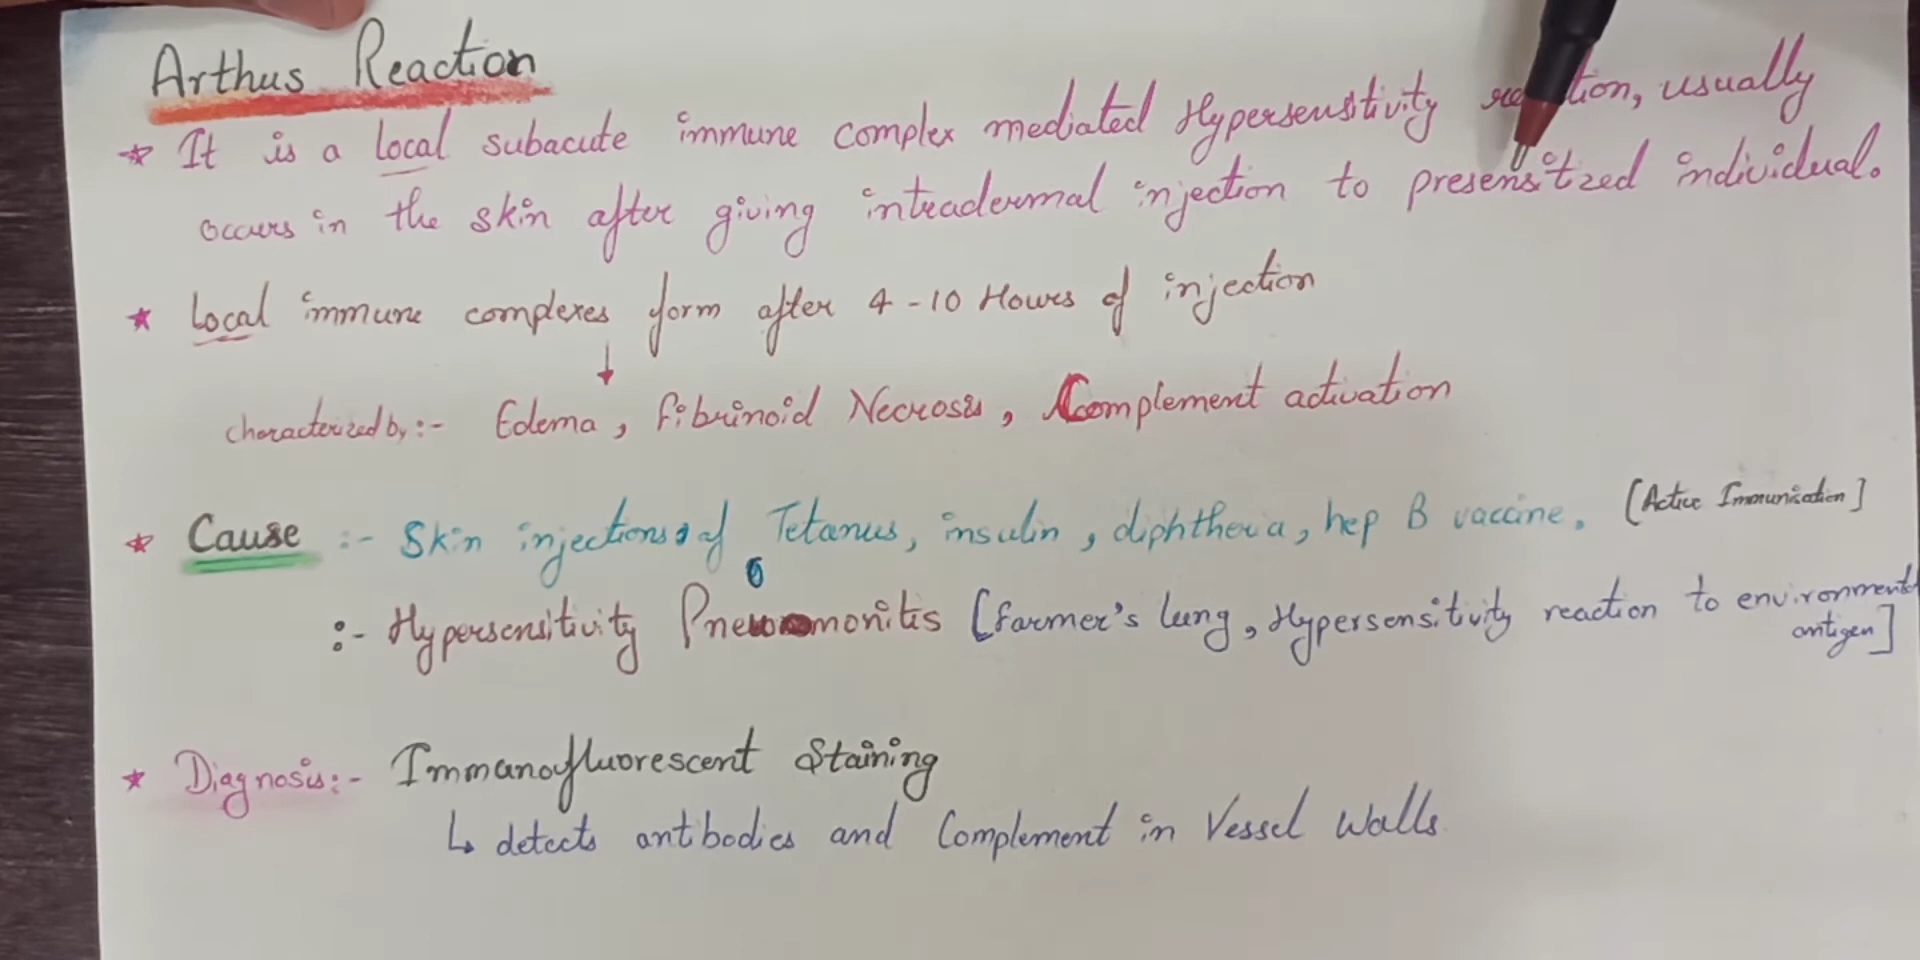 Arthus Reaction
* It is a local subacute immune complex mediated Hypersensitivity reaction, usually
occurs in the skin after giving intradermal injection to presensitized individual.
* Local immune complexes form after 4-10 Hours of injection
↓
characterized by:- Edema, fibrinoid Necrosis, Complement activation
* Cause :- Skin injections of Tetanus, insulin, diphtheria, hep B vaccine. [Active Immunisation]
:- Hypersensitivity Pneumonitis [farmer's lung, Hypersensitivity reaction to environment
antigen]
* Diagnosis:- Immanofluorescent Staining
↳ detects antibodies and Complement in Vessel Walls